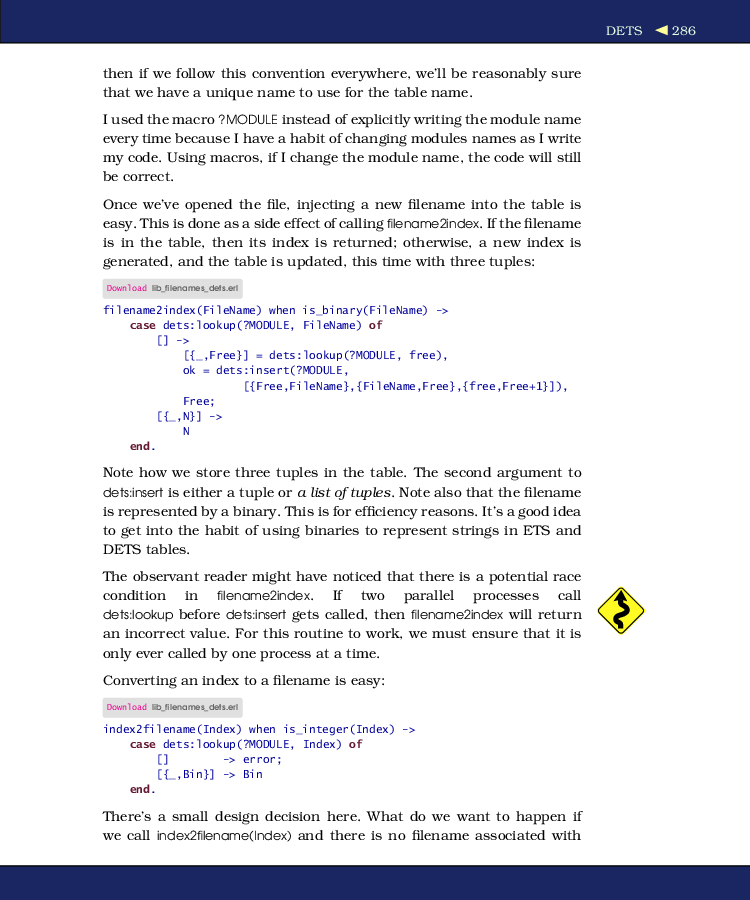 DETS ◄ 286
then if we follow this convention everywhere, we'll be reasonably sure
that we have a unique name to use for the table name.
I used the macro ?MODULE instead of explicitly writing the module name
every time because I have a habit of changing modules names as I write
my code. Using macros, if I change the module name, the code will still
be correct.
Once we've opened the file, injecting a new filename into the table is
easy. This is done as a side effect of calling filename2index. If the filename
is in the table, then its index is returned; otherwise, a new index is
generated, and the table is updated, this time with three tuples:
Download lib_filenames_dets.erl
filename2index(FileName) when is_binary(FileName) ->
    case dets:lookup(?MODULE, FileName) of
        [] ->
            [{_,Free}] = dets:lookup(?MODULE, free),
            ok = dets:insert(?MODULE,
                     [{Free,FileName},{FileName,Free},{free,Free+1}]),
            Free;
        [{_,N}] ->
            N
    end.
Note how we store three tuples in the table. The second argument to
dets:insert is either a tuple or a list of tuples. Note also that the filename
is represented by a binary. This is for efficiency reasons. It's a good idea
to get into the habit of using binaries to represent strings in ETS and
DETS tables.
The observant reader might have noticed that there is a potential race
condition in filename2index. If two parallel processes call
dets:lookup before dets:insert gets called, then filename2index will return
an incorrect value. For this routine to work, we must ensure that it is
only ever called by one process at a time.
Converting an index to a filename is easy:
Download lib_filenames_dets.erl
index2filename(Index) when is_integer(Index) ->
    case dets:lookup(?MODULE, Index) of
        []        -> error;
        [{_,Bin}] -> Bin
    end.
There's a small design decision here. What do we want to happen if
we call index2filename(Index) and there is no filename associated with